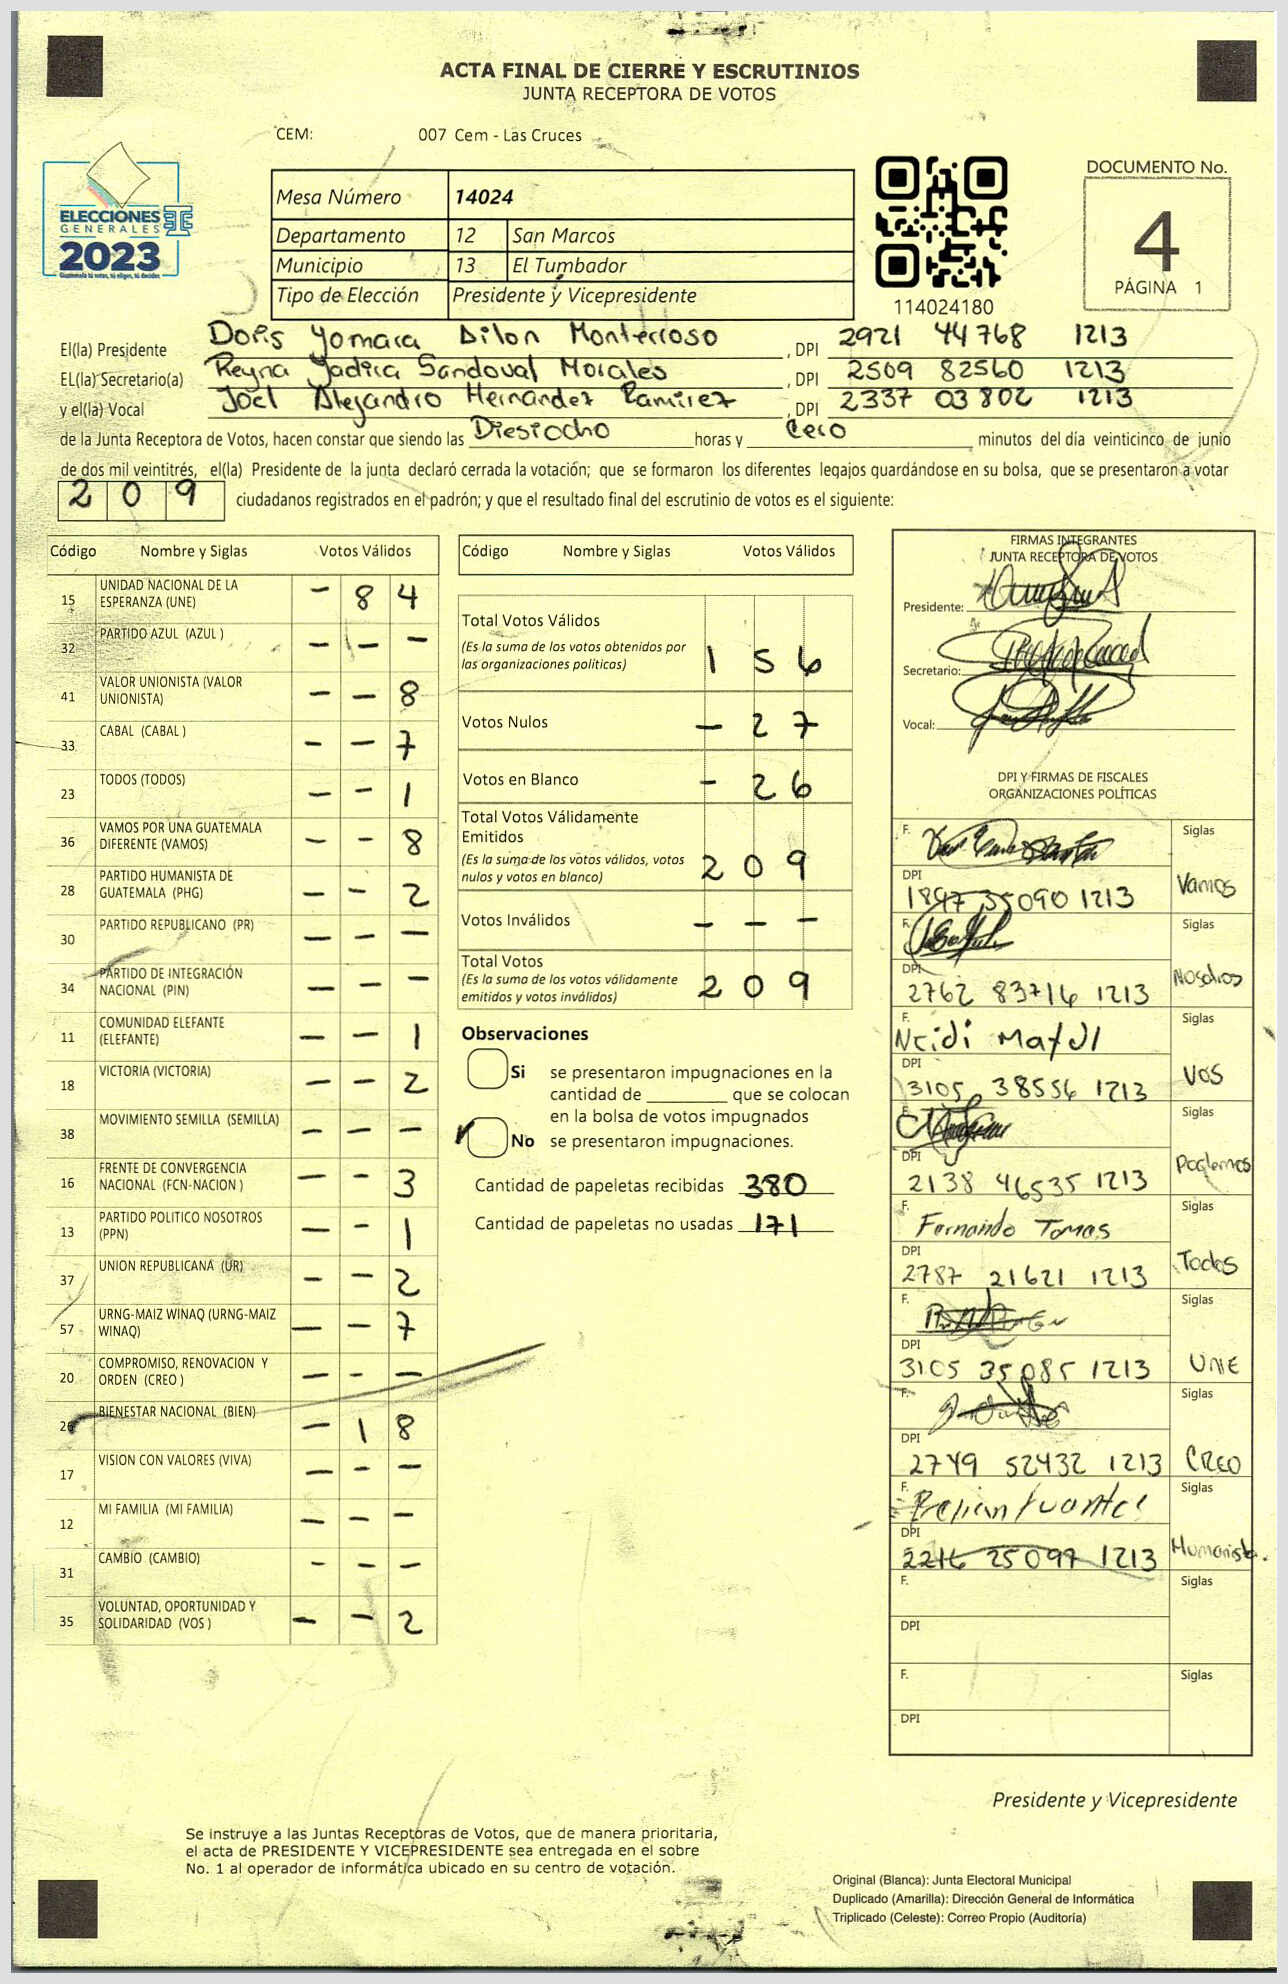 ACTA FINAL DE CIERRE Y ESCRUTINIOS
JUNTA RECEPTORA DE VOTOS
CEM: 007 Cem - Las Cruces
ELECCIONES
GENERALES
2023
Mesa Número 14024
Departamento 12 San Marcos
Municipio 13 El Tumbador
Tipo de Elección Presidente y Vicepresidente
114024180
DOCUMENTO No.
4
PÁGINA 1
El(la) Presidente Doris Yomara Dilon Monterroso , DPI 2921 44768 1213
EL(la) Secretario(a) Reyna Yadira Sandoval Morales , DPI 2509 82560 1213
y el(la) Vocal Joel Alejandro Hernandez Ramirez , DPI 2337 03802 1213
de la Junta Receptora de Votos, hacen constar que siendo las Diesiocho horas y Cero minutos del día veinticinco de junio
de dos mil veintitrés, el(la) Presidente de la junta declaró cerrada la votación; que se formaron los diferentes legajos guardándose en su bolsa, que se presentaron a votar
2 0 9 ciudadanos registrados en el padrón; y que el resultado final del escrutinio de votos es el siguiente:
Código Nombre y Siglas Votos Válidos
15 UNIDAD NACIONAL DE LA ESPERANZA (UNE) - 8 4
32 PARTIDO AZUL (AZUL ) - - -
41 VALOR UNIONISTA (VALOR UNIONISTA) - - 8
33 CABAL (CABAL ) - - 7
23 TODOS (TODOS) - - 1
36 VAMOS POR UNA GUATEMALA DIFERENTE (VAMOS) - - 8
28 PARTIDO HUMANISTA DE GUATEMALA (PHG) - - 2
30 PARTIDO REPUBLICANO (PR) - - -
34 PARTIDO DE INTEGRACIÓN NACIONAL (PIN) - - -
11 COMUNIDAD ELEFANTE (ELEFANTE) - - 1
18 VICTORIA (VICTORIA) - - 2
38 MOVIMIENTO SEMILLA (SEMILLA) - - -
16 FRENTE DE CONVERGENCIA NACIONAL (FCN-NACION ) - - 3
13 PARTIDO POLITICO NOSOTROS (PPN) - - 1
37 UNION REPUBLICANA (UR) - - 2
57 URNG-MAIZ WINAQ (URNG-MAIZ WINAQ) - - 7
20 COMPROMISO, RENOVACION Y ORDEN (CREO ) - - -
26 BIENESTAR NACIONAL (BIEN) - 1 8
17 VISION CON VALORES (VIVA) - - -
12 MI FAMILIA (MI FAMILIA) - - -
31 CAMBIO (CAMBIO) - - -
35 VOLUNTAD, OPORTUNIDAD Y SOLIDARIDAD (VOS ) - - 2
Código Nombre y Siglas Votos Válidos
Total Votos Válidos
(Es la suma de los votos obtenidos por
las organizaciones politicas) 1 5 6
Votos Nulos - 2 7
Votos en Blanco - 2 6
Total Votos Válidamente
Emitidos
(Es la suma de los votos válidos, votos
nulos y votos en blanco) 2 0 9
Votos Inválidos - - -
Total Votos
(Es la suma de los votos válidamente
emitidos y votos inválidos) 2 0 9
Observaciones
Si se presentaron impugnaciones en la
cantidad de ________ que se colocan
en la bolsa de votos impugnados
No se presentaron impugnaciones.
Cantidad de papeletas recibidas 380
Cantidad de papeletas no usadas 171
FIRMAS INTEGRANTES
JUNTA RECEPTORA DE VOTOS
Presidente:
Secretario:
Vocal:
DPI Y FIRMAS DE FISCALES
ORGANIZACIONES POLÍTICAS
F. Siglas
DPI 1897 35090 1213 Vamos
F. Siglas
DPI 2762 83716 1213 Nosotros
F. Neidi Siglas
DPI 3105 38556 1213 VOS
F. Siglas
DPI 2138 46535 1213 Podemos
F. Fernando Tomas Siglas
DPI 2787 21621 1213 Todos
F. Siglas
DPI 3105 35085 1213 UNE
F. Siglas
DPI 2749 52432 1213 CREO
F. Siglas
DPI 2216 25097 1213 Humanista.
F. Siglas
DPI
F. Siglas
DPI
Presidente y Vicepresidente
Se instruye a las Juntas Receptoras de Votos, que de manera prioritaria,
el acta de PRESIDENTE Y VICEPRESIDENTE sea entregada en el sobre
No. 1 al operador de informática ubicado en su centro de votación.
Original (Blanca): Junta Electoral Municipal
Duplicado (Amarilla): Dirección General de Informática
Triplicado (Celeste): Correo Propio (Auditoría)